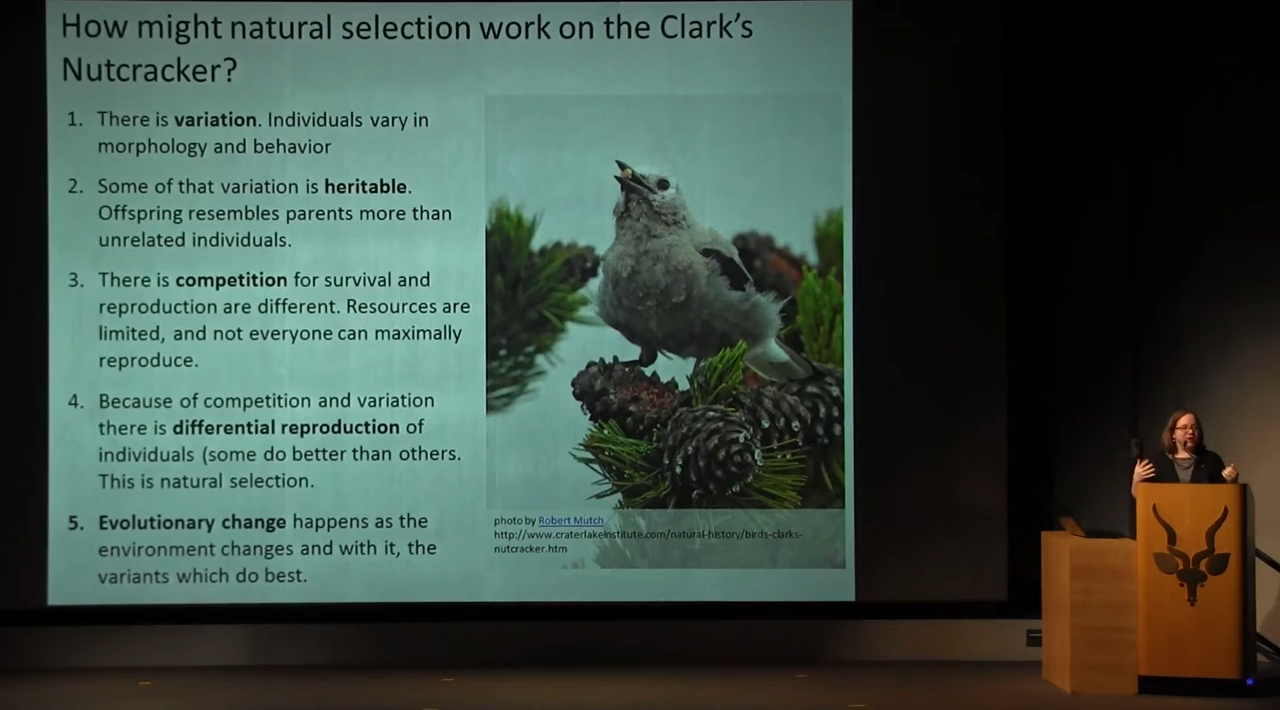 How might natural selection work on the Clark's
Nutcracker?
1. There is variation. Individuals vary in
morphology and behavior
2. Some of that variation is heritable.
Offspring resembles parents more than
unrelated individuals.
3. There is competition for survival and
reproduction are different. Resources are
limited, and not everyone can maximally
reproduce.
4. Because of competition and variation
there is differential reproduction of
individuals (some do better than others.
This is natural selection.
5. Evolutionary change happens as the
environment changes and with it, the
variants which do best.
photo by Robert Mutch
http://www.craterlakeinstitute.com/natural-history/birds-clarks-
nutcracker.htm